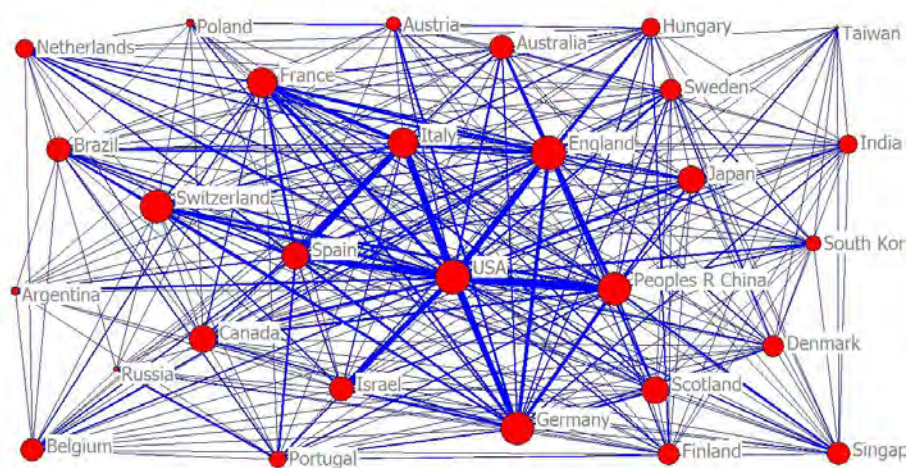 Poland
Austria
Hungary
Taiwan
Netherlands
Australia
France
Sweden
Italy
England
India
Brazil
Japan
Switzerland
South Kor
Spain
USA
Peoples R China
Argentina
Canada
Denmark
Russia
Israel
Scotland
Germany
Belgium
Portugal
Finland
Singap